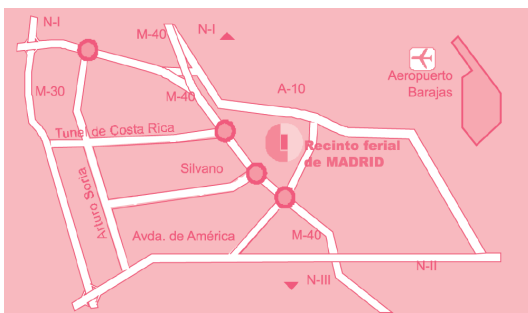 N-I
M-40
N-I
M-30
M-40
A-10
Aeropuerto
Barajas
Tunel de Costa Rica
Recinto ferial
de MADRID
Silvano
Arturo Soria
Avda. de América
M-40
N-II
N-III